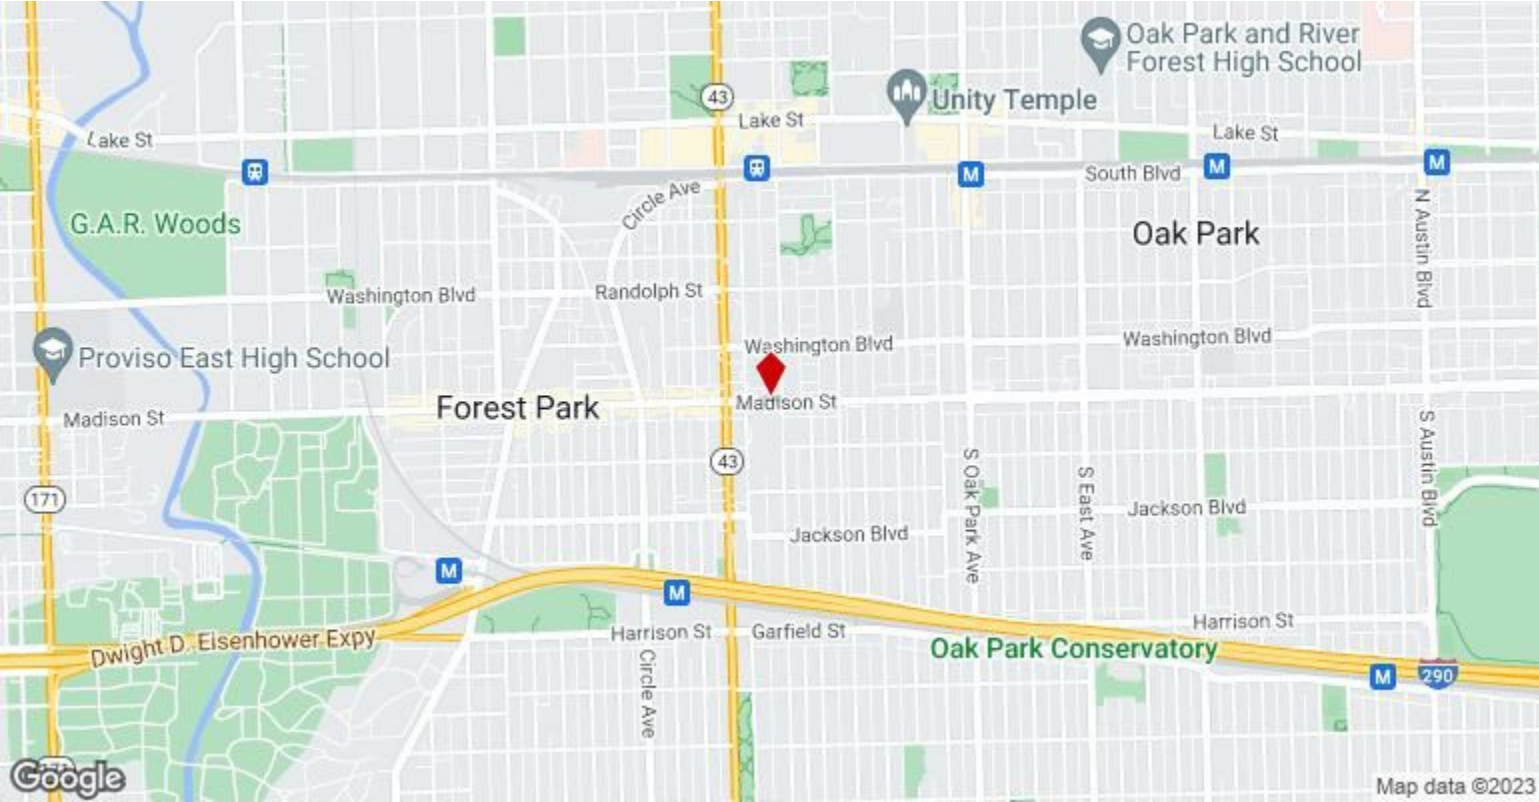 Oak Park and River
Forest High School
43
Unity Temple
Lake St
Lake St
Lake St
M
M
M
South Blvd
Circle Ave
G.A.R. Woods
Oak Park
N Austin Blvd
Washington Blvd
Randolph St
Washington Blvd
Washington Blvd
Proviso East High School
Madison St
Forest Park
Madison St
43
S Oak Park Ave
S East Ave
S Austin Blvd
171
Jackson Blvd
Jackson Blvd
M
M
Harrison St
Garfield St
Harrison St
Dwight D. Eisenhower Expy
Oak Park Conservatory
Circle Ave
M
290
171
Google
Map data ©2023